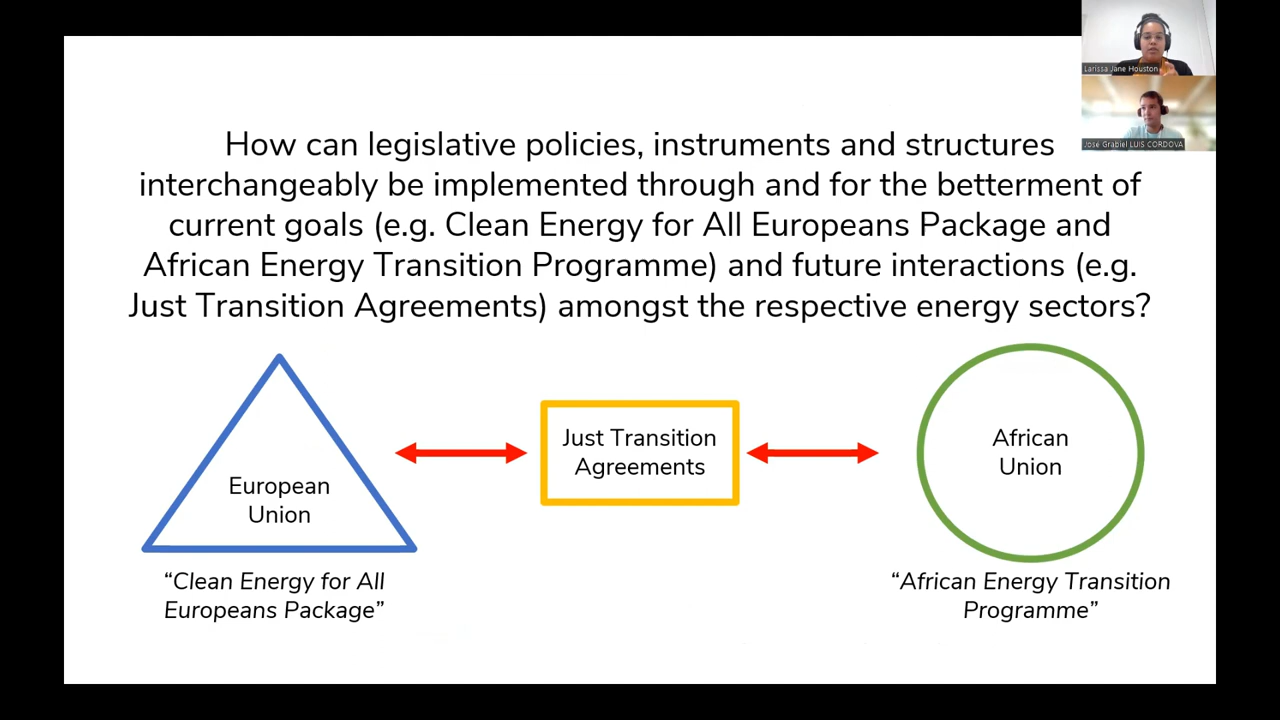 Larissa Jane Houston
José Grabiel LUIS CORDOVA
How can legislative policies, instruments and structures
interchangeably be implemented through and for the betterment of
current goals (e.g. Clean Energy for All Europeans Package and
African Energy Transition Programme) and future interactions (e.g.
Just Transition Agreements) amongst the respective energy sectors?
European
Union
Just Transition
Agreements
African
Union
“Clean Energy for All
Europeans Package”
“African Energy Transition
Programme”